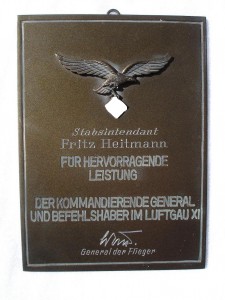 Stabsintendant
Fritz Heitmann
FÜR HERVORRAGENDE
LEISTUNG
DER KOMMANDIERENDE GENERAL
UND BEFEHLSHABER IM LUFTGAU XI
General der Flieger